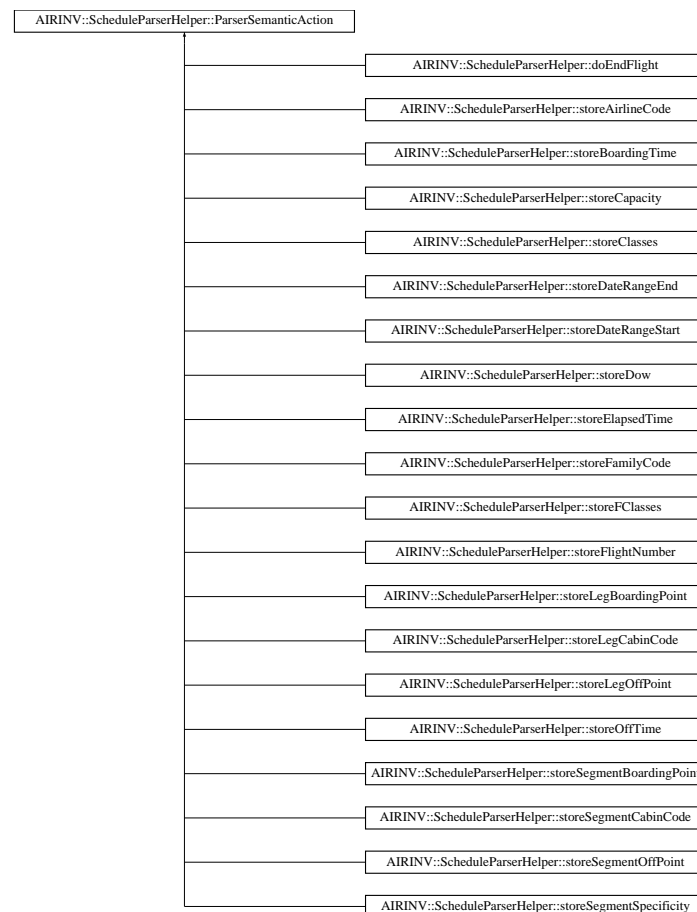 AIRINV::ScheduleParserHelper::ParserSemanticAction
AIRINV::ScheduleParserHelper::doEndFlight
AIRINV::ScheduleParserHelper::storeAirlineCode
AIRINV::ScheduleParserHelper::storeBoardingTime
AIRINV::ScheduleParserHelper::storeCapacity
AIRINV::ScheduleParserHelper::storeClasses
AIRINV::ScheduleParserHelper::storeDateRangeEnd
AIRINV::ScheduleParserHelper::storeDateRangeStart
AIRINV::ScheduleParserHelper::storeDow
AIRINV::ScheduleParserHelper::storeElapsedTime
AIRINV::ScheduleParserHelper::storeFamilyCode
AIRINV::ScheduleParserHelper::storeFClasses
AIRINV::ScheduleParserHelper::storeFlightNumber
AIRINV::ScheduleParserHelper::storeLegBoardingPoint
AIRINV::ScheduleParserHelper::storeLegCabinCode
AIRINV::ScheduleParserHelper::storeLegOffPoint
AIRINV::ScheduleParserHelper::storeOffTime
AIRINV::ScheduleParserHelper::storeSegmentBoardingPoint
AIRINV::ScheduleParserHelper::storeSegmentCabinCode
AIRINV::ScheduleParserHelper::storeSegmentOffPoint
AIRINV::ScheduleParserHelper::storeSegmentSpecificity